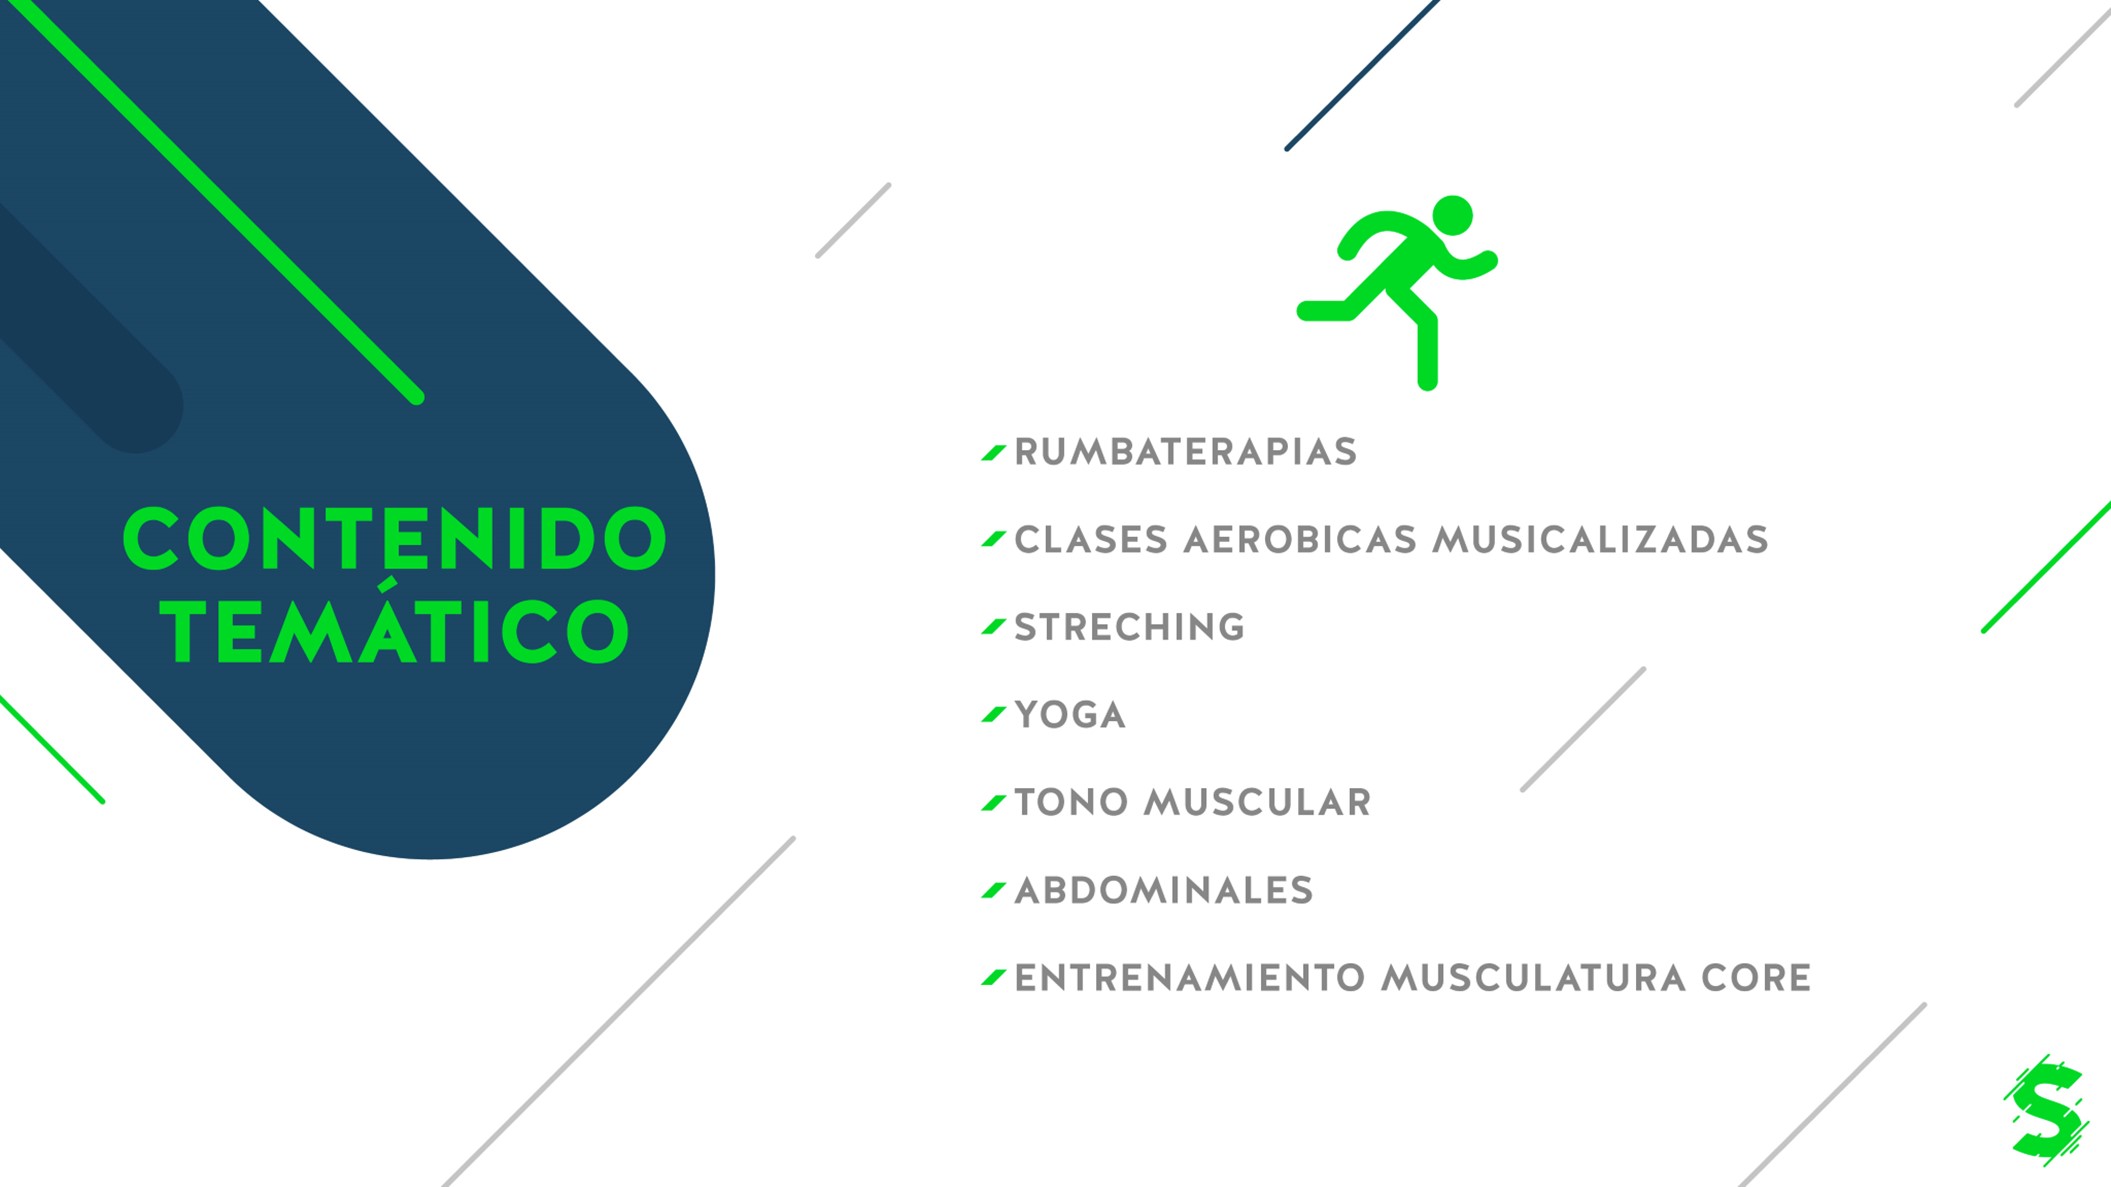 CONTENIDO
TEMÁTICO
RUMBATERAPIAS
CLASES AEROBICAS MUSICALIZADAS
STRECHING
YOGA
TONO MUSCULAR
ABDOMINALES
ENTRENAMIENTO MUSCULATURA CORE
S